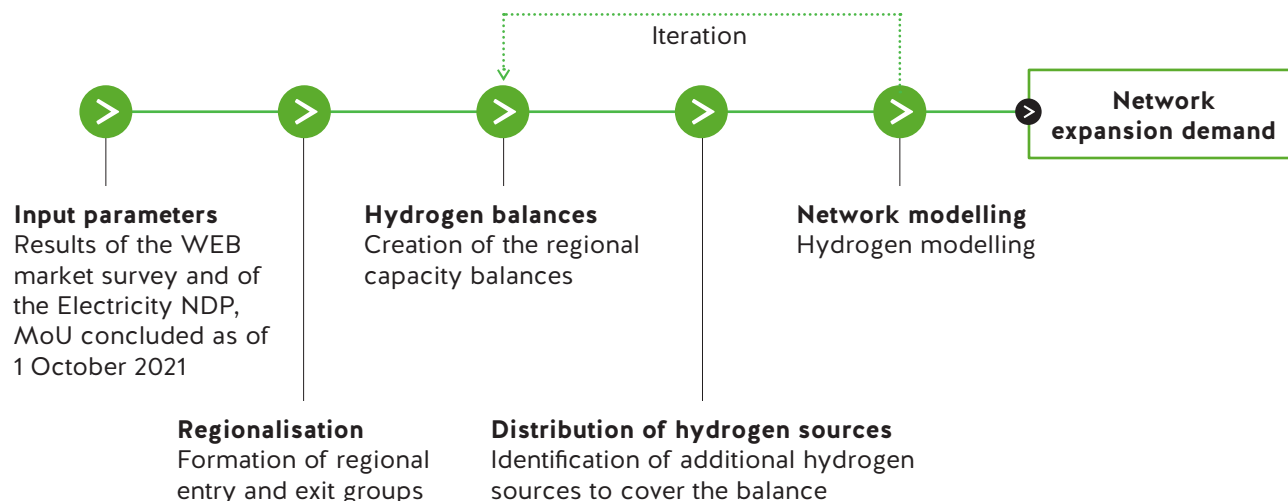 Iteration
Network
expansion demand
Input parameters
Results of the WEB
market survey and of
the Electricity NDP,
MoU concluded as of
1 October 2021
Hydrogen balances
Creation of the regional
capacity balances
Network modelling
Hydrogen modelling
Regionalisation
Formation of regional
entry and exit groups
Distribution of hydrogen sources
Identification of additional hydrogen
sources to cover the balance